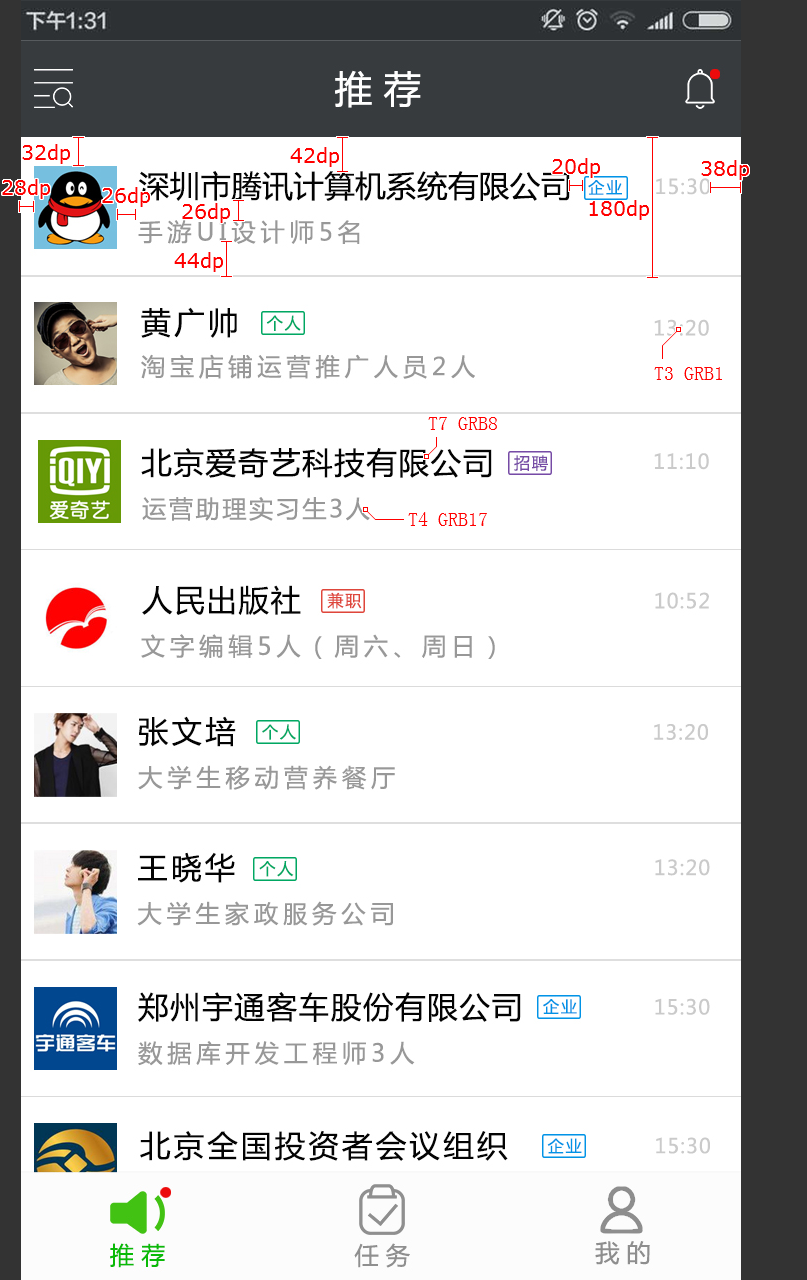 下午1:31
推荐
32dp
42dp
20dp
38dp
28dp
26dp
深圳市腾讯计算机系统有限公司 企业 15:30
26dp
180dp
手游UI设计师5名
44dp
黄广帅 个人 13:20
淘宝店铺运营推广人员2人
T3 GRB1
T7 GRB8
北京爱奇艺科技有限公司 招聘 11:10
iQIYI
爱奇艺
运营助理实习生3人
T4 GRB17
人民出版社 兼职 10:52
文字编辑5人（周六、周日）
张文培 个人 13:20
大学生移动营养餐厅
王晓华 个人 13:20
大学生家政服务公司
郑州宇通客车股份有限公司 企业 15:30
宇通客车
数据库开发工程师3人
北京全国投资者会议组织 企业 15:30
推荐 任务 我的